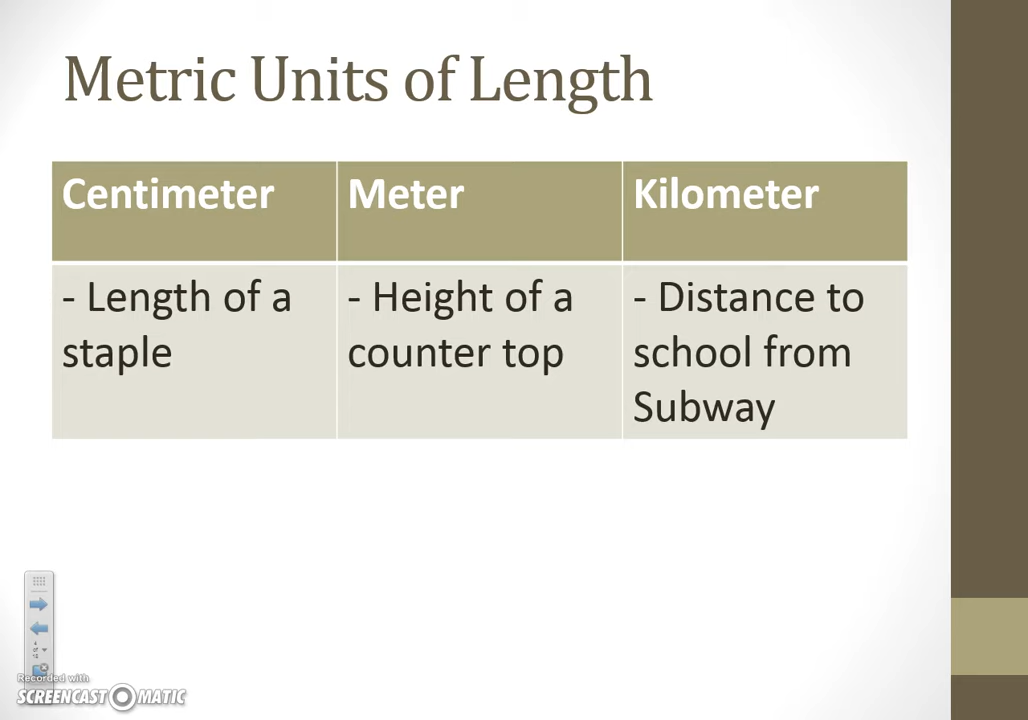 Metric Units of Length
Centimeter
Meter
Kilometer
- Length of a
staple
- Height of a
counter top
- Distance to
school from
Subway
Recorded with
SCREENCAST MATIC